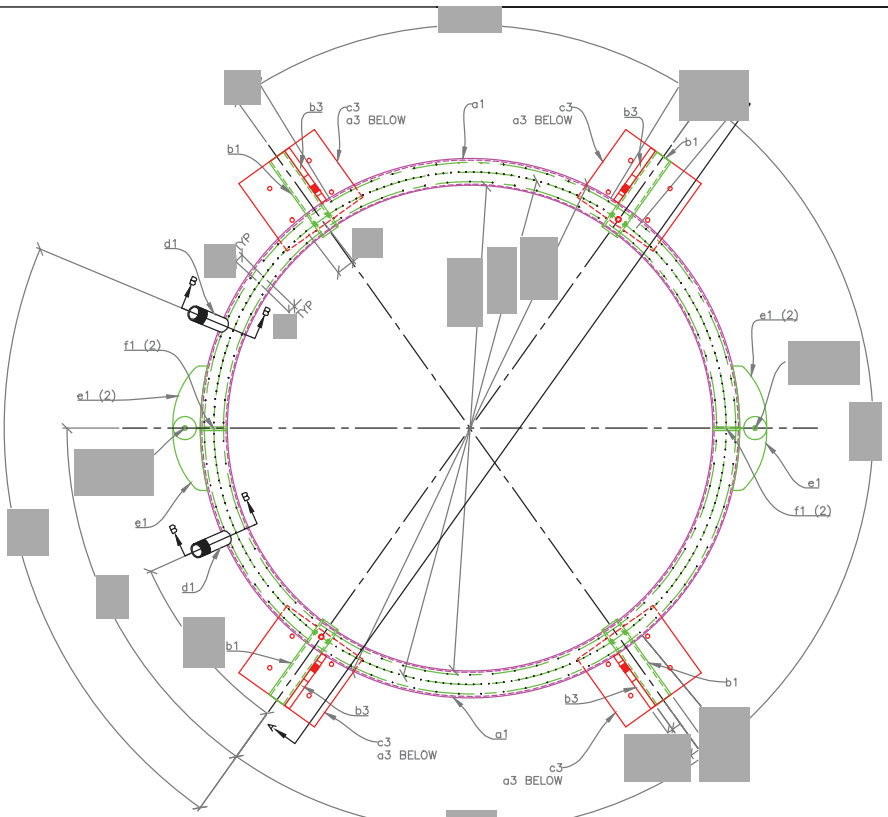 b3
c3
a3 BELOW
a1
c3
a3 BELOW
b3
b1
b1
TYP
d1
B
B
TYP
f1 (2)
e1 (2)
e1 (2)
e1
f1 (2)
B
e1
B
d1
b1
b3
A
c3
a3 BELOW
a1
b3
b1
c3
a3 BELOW